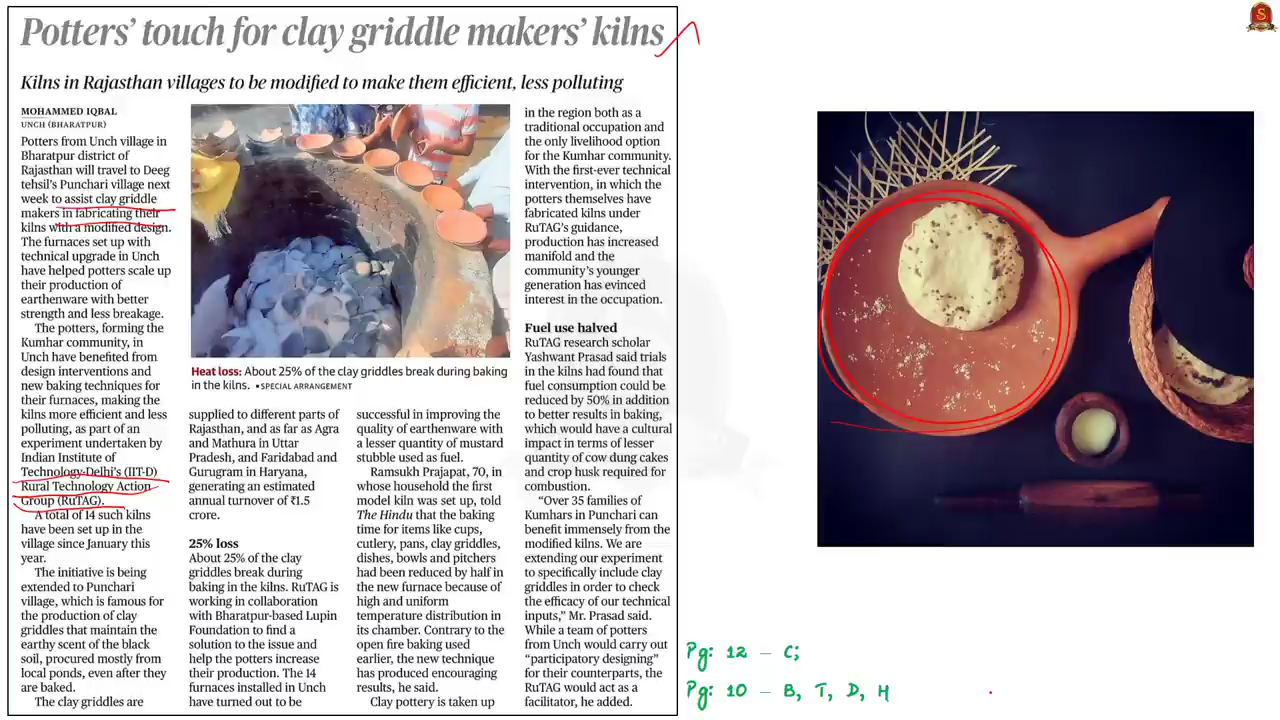 Potters' touch for clay griddle makers' kilns
Kilns in Rajasthan villages to be modified to make them efficient, less polluting
MOHAMMED IQBAL
UNCH (BHARATPUR)
Potters from Unch village in
Bharatpur district of
Rajasthan will travel to Deeg
tehsil's Punchari village next
week to assist clay griddle
makers in fabricating their
kilns with a modified design.
The furnaces set up with
technical upgrade in Unch
have helped potters scale up
their production of
earthenware with better
strength and less breakage.
The potters, forming the
Kumhar community, in
Unch have benefited from
design interventions and
new baking techniques for
their furnaces, making the
kilns more efficient and less
polluting, as part of an
experiment undertaken by
Indian Institute of
Technology-Delhi's (IIT-D)
Rural Technology Action
Group (RuTAG).
A total of 14 such kilns
have been set up in the
village since January this
year.
The initiative is being
extended to Punchari
village, which is famous for
the production of clay
griddles that maintain the
earthy scent of the black
soil, procured mostly from
local ponds, even after they
are baked.
The clay griddles are
Heat loss: About 25% of the clay griddles break during baking
in the kilns. ▪SPECIAL ARRANGEMENT
supplied to different parts of
Rajasthan, and as far as Agra
and Mathura in Uttar
Pradesh, and Faridabad and
Gurugram in Haryana,
generating an estimated
annual turnover of ₹1.5
crore.
25% loss
About 25% of the clay
griddles break during
baking in the kilns. RuTAG is
working in collaboration
with Bharatpur-based Lupin
Foundation to find a
solution to the issue and
help the potters increase
their production. The 14
furnaces installed in Unch
have turned out to be
successful in improving the
quality of earthenware with
a lesser quantity of mustard
stubble used as fuel.
Ramsukh Prajapat, 70, in
whose household the first
model kiln was set up, told
The Hindu that the baking
time for items like cups,
cutlery, pans, clay griddles,
dishes, bowls and pitchers
had been reduced by half in
the new furnace because of
high and uniform
temperature distribution in
its chamber. Contrary to the
open fire baking used
earlier, the new technique
has produced encouraging
results, he said.
Clay pottery is taken up
in the region both as a
traditional occupation and
the only livelihood option
for the Kumhar community.
With the first-ever technical
intervention, in which the
potters themselves have
fabricated kilns under
RuTAG's guidance,
production has increased
manifold and the
community's younger
generation has evinced
interest in the occupation.
Fuel use halved
RuTAG research scholar
Yashwant Prasad said trials
in the kilns had found that
fuel consumption could be
reduced by 50% in addition
to better results in baking,
which would have a cultural
impact in terms of lesser
quantity of cow dung cakes
and crop husk required for
combustion.
"Over 35 families of
Kumhars in Punchari can
benefit immensely from the
modified kilns. We are
extending our experiment
to specifically include clay
griddles in order to check
the efficacy of our technical
inputs," Mr. Prasad said.
While a team of potters
from Unch would carry out
"participatory designing"
for their counterparts, the
RuTAG would act as a
facilitator, he added.
Pg: 12 – C;
Pg: 10 – B, T, D, H